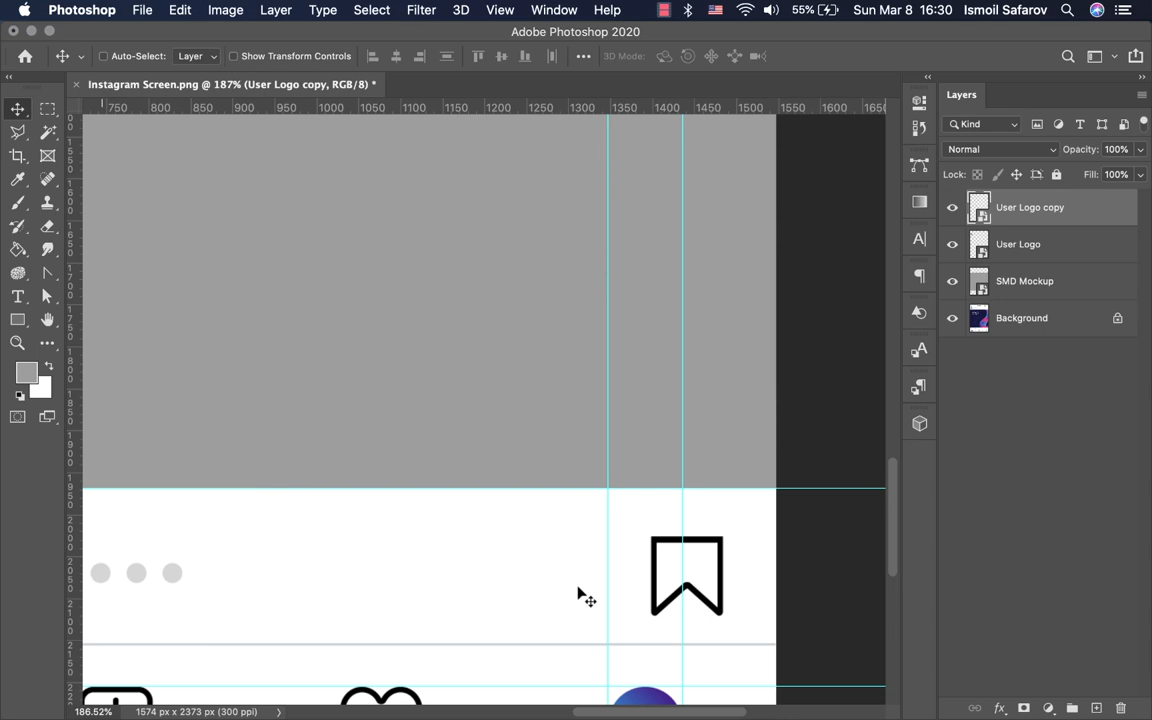 Photoshop File Edit Image Layer Type Select Filter 3D View Window Help 55% Sun Mar 8 16:30 Ismoil Safarov
Adobe Photoshop 2020
Auto-Select: Layer Show Transform Controls 3D Mode:
Instagram Screen.png @ 187% (User Logo copy, RGB/8) *
750 800 850 900 950 1000 1050 1100 1150 1200 1250 1300 1350 1400 1450 1500 1550 1600 1650
Layers
Kind
Normal Opacity: 100%
Lock: Fill: 100%
User Logo copy
User Logo
SMD Mockup
Background
186.52% 1574 px x 2373 px (300 ppi)